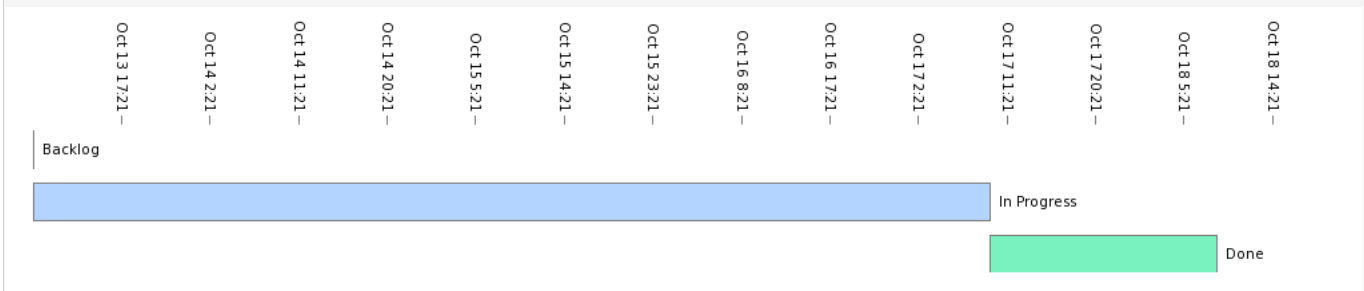 Oct 13 17:21
Oct 14 2:21
Oct 14 11:21
Oct 14 20:21
Oct 15 5:21
Oct 15 14:21
Oct 15 23:21
Oct 16 8:21
Oct 16 17:21
Oct 17 2:21
Oct 17 11:21
Oct 17 20:21
Oct 18 5:21
Oct 18 14:21
Backlog
In Progress
Done